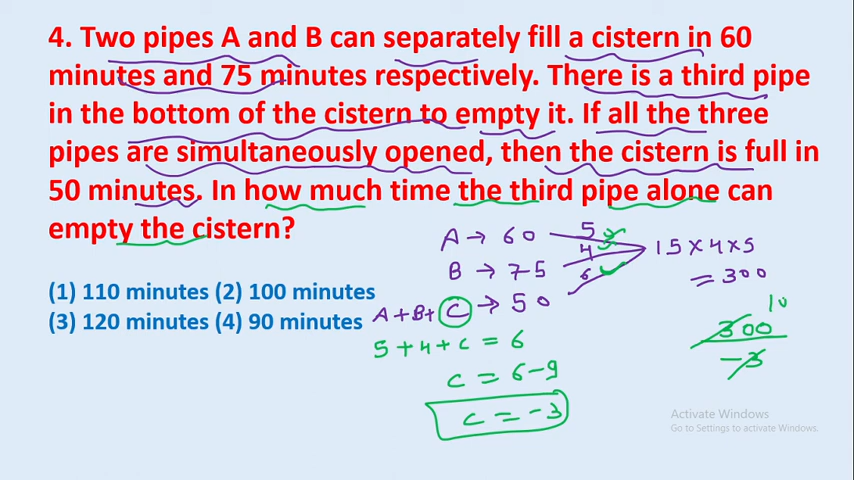 4. Two pipes A and B can separately fill a cistern in 60
minutes and 75 minutes respectively. There is a third pipe
in the bottom of the cistern to empty it. If all the three
pipes are simultaneously opened, then the cistern is full in
50 minutes. In how much time the third pipe alone can
empty the cistern?
(1) 110 minutes (2) 100 minutes
(3) 120 minutes (4) 90 minutes
A → 60
B → 75
A+B+C → 50
5
4
6
15×4×5
= 300
5+4+c = 6
c = 6-9
c = -3
10
300
-3
Activate Windows
Go to Settings to activate Windows.